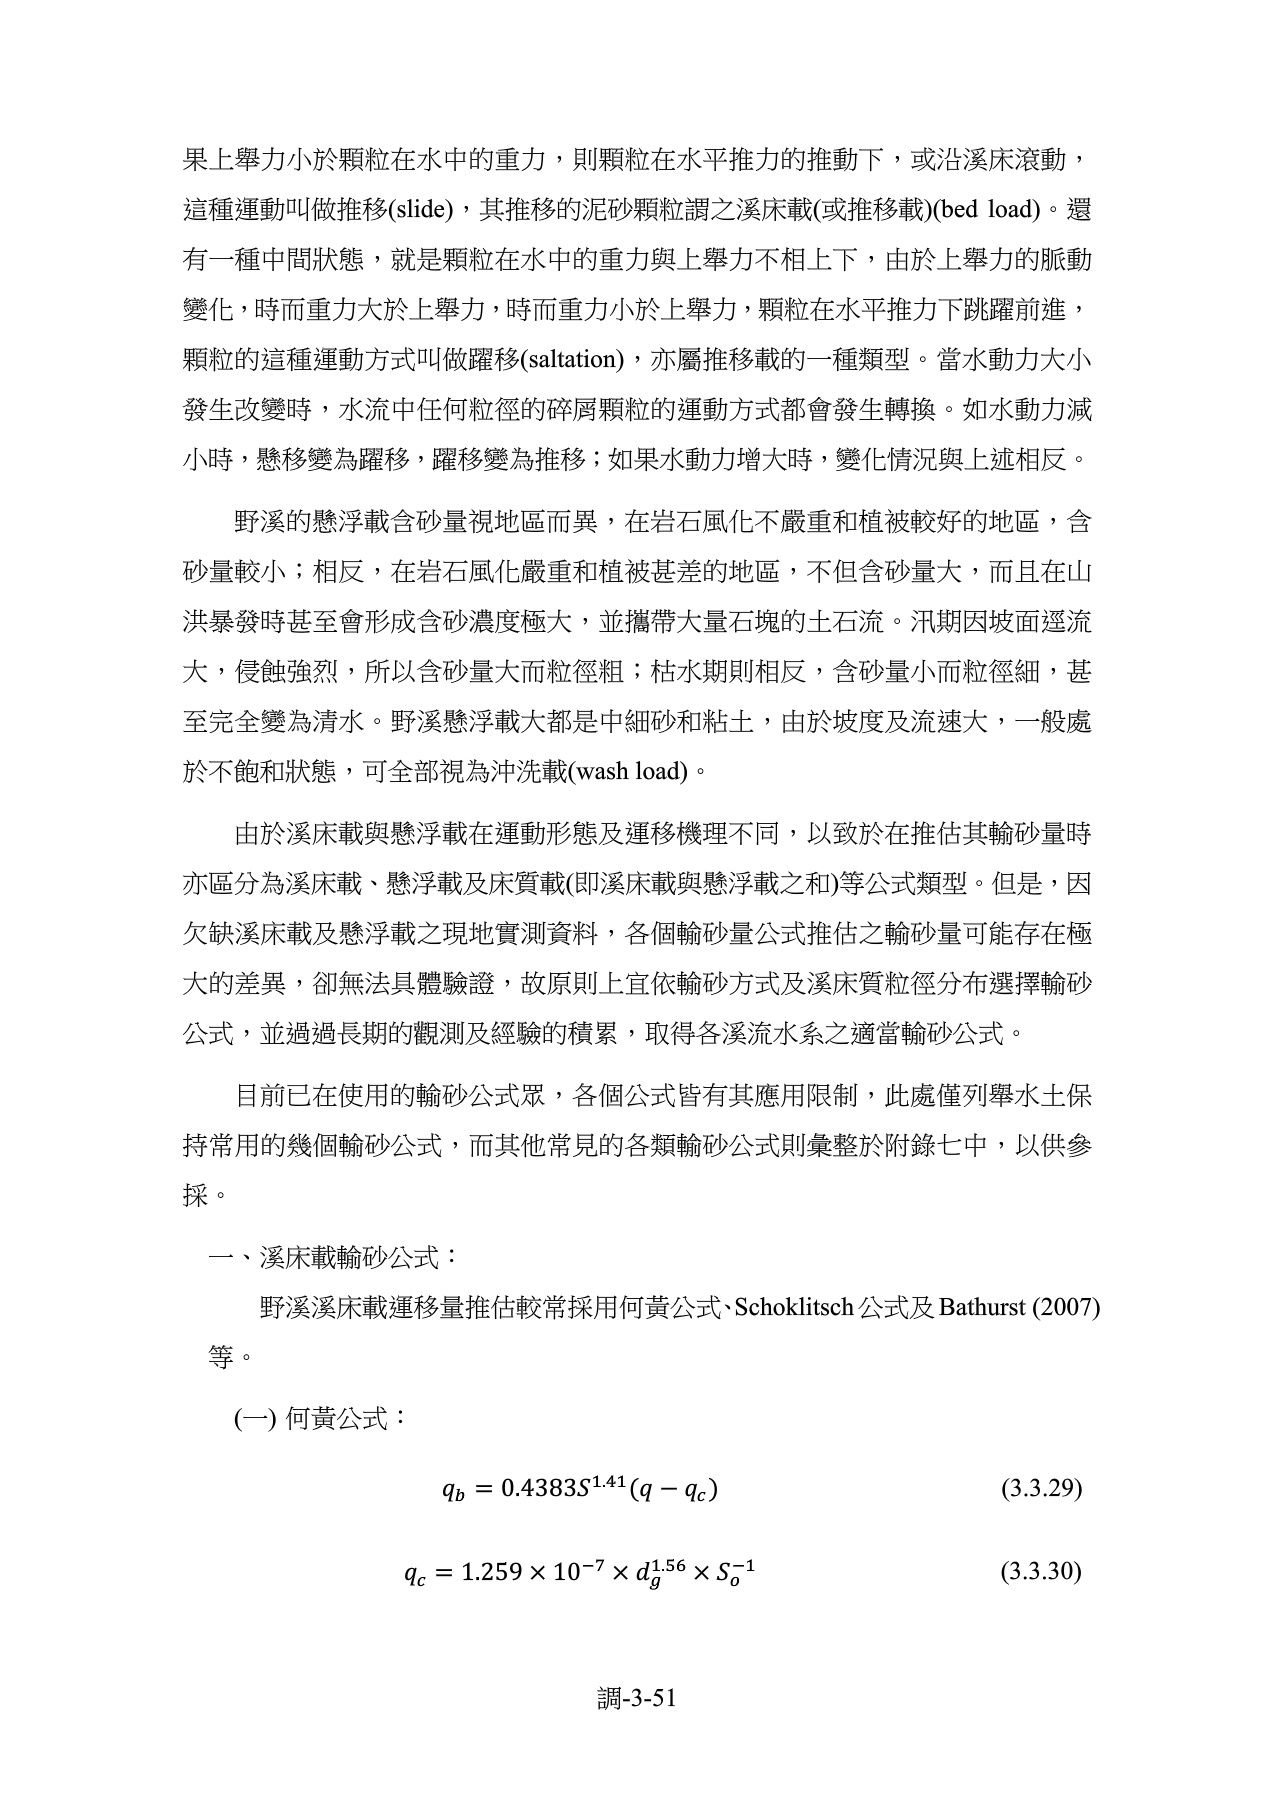 果上舉力小於顆粒在水中的重力，則顆粒在水平推力的推動下，或沿溪床滾動，
這種運動叫做推移(slide)，其推移的泥砂顆粒謂之溪床載(或推移載)(bed load)。還
有一種中間狀態，就是顆粒在水中的重力與上舉力不相上下，由於上舉力的脈動
變化，時而重力大於上舉力，時而重力小於上舉力，顆粒在水平推力下跳躍前進，
顆粒的這種運動方式叫做躍移(saltation)，亦屬推移載的一種類型。當水動力大小
發生改變時，水流中任何粒徑的碎屑顆粒的運動方式都會發生轉換。如水動力減
小時，懸移變為躍移，躍移變為推移；如果水動力增大時，變化情況與上述相反。
野溪的懸浮載含砂量視地區而異，在岩石風化不嚴重和植被較好的地區，含
砂量較小；相反，在岩石風化嚴重和植被甚差的地區，不但含砂量大，而且在山
洪暴發時甚至會形成含砂濃度極大，並攜帶大量石塊的土石流。汛期因坡面逕流
大，侵蝕強烈，所以含砂量大而粒徑粗；枯水期則相反，含砂量小而粒徑細，甚
至完全變為清水。野溪懸浮載大都是中細砂和粘土，由於坡度及流速大，一般處
於不飽和狀態，可全部視為沖洗載(wash load)。
由於溪床載與懸浮載在運動形態及運移機理不同，以致於在推估其輸砂量時
亦區分為溪床載、懸浮載及床質載(即溪床載與懸浮載之和)等公式類型。但是，因
欠缺溪床載及懸浮載之現地實測資料，各個輸砂量公式推估之輸砂量可能存在極
大的差異，卻無法具體驗證，故原則上宜依輸砂方式及溪床質粒徑分布選擇輸砂
公式，並過過長期的觀測及經驗的積累，取得各溪流水系之適當輸砂公式。
目前已在使用的輸砂公式眾，各個公式皆有其應用限制，此處僅列舉水土保
持常用的幾個輸砂公式，而其他常見的各類輸砂公式則彙整於附錄七中，以供參
採。
一、溪床載輸砂公式：
野溪溪床載運移量推估較常採用何黃公式、Schoklitsch 公式及 Bathurst (2007)
等。
(一) 何黃公式：
$q_b = 0.4383S^{1.41}(q - q_c)$ (3.3.29)
$q_c = 1.259 \times 10^{-7} \times d_g^{1.56} \times S_o^{-1}$ (3.3.30)
調-3-51